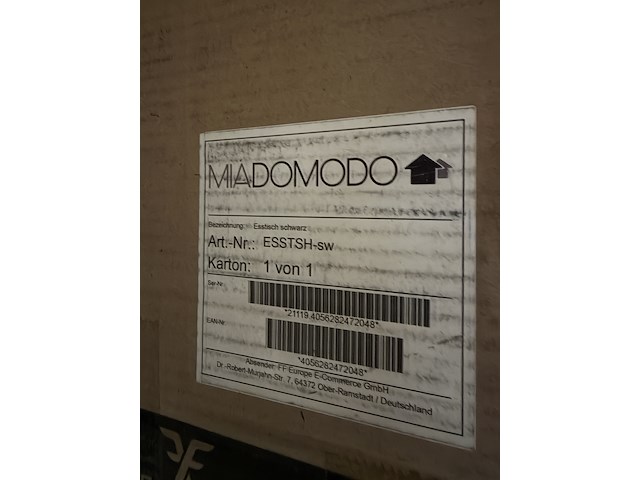 MIADOMODO
Bezeichnung: Esstisch schwarz
Art.-Nr.: ESSTSH-sw
Karton: 1 von 1
Ser-Nr.
*21119.4056282472048*
EAN-Nr.
*4056282472048*
Absender: FF Europe E-Commerce GmbH
Dr.-Robert-Murjahn-Str. 7, 64372 Ober-Ramstadt / Deutschland